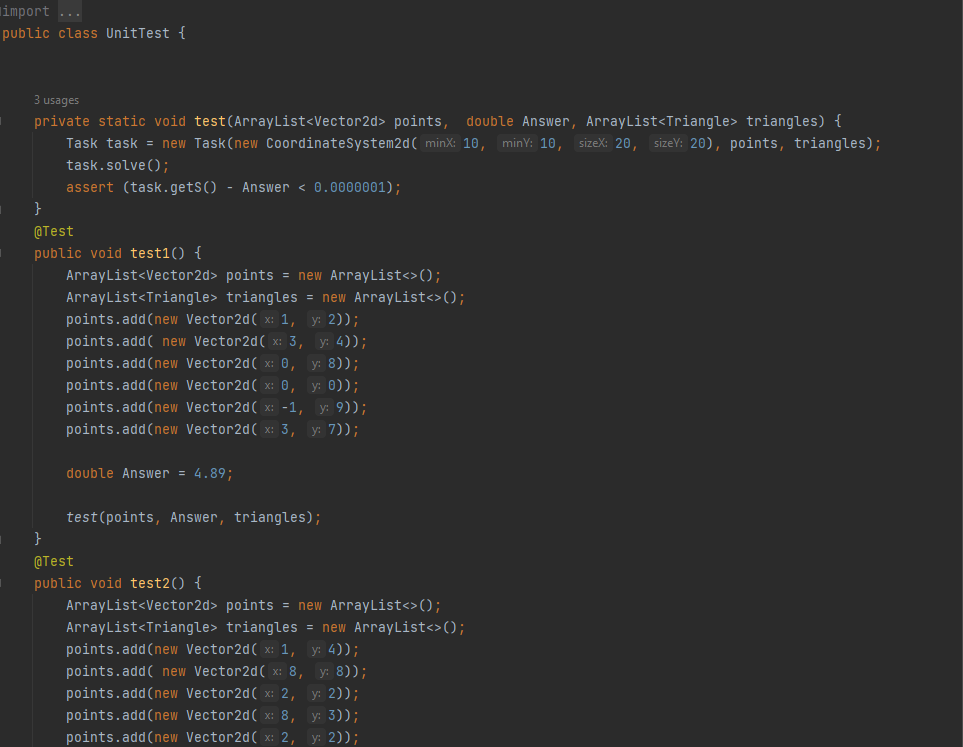 import ...
public class UnitTest {
3 usages
private static void test(ArrayList<Vector2d> points,  double Answer, ArrayList<Triangle> triangles) {
Task task = new Task(new CoordinateSystem2d( minX: 10,  minY: 10,  sizeX: 20,  sizeY: 20), points, triangles);
task.solve();
assert (task.getS() - Answer < 0.0000001);
}
@Test
public void test1() {
ArrayList<Vector2d> points = new ArrayList<>();
ArrayList<Triangle> triangles = new ArrayList<>();
points.add(new Vector2d( x: 1,  y: 2));
points.add( new Vector2d( x: 3,  y: 4));
points.add(new Vector2d( x: 0,  y: 8));
points.add(new Vector2d( x: 0,  y: 0));
points.add(new Vector2d( x: -1,  y: 9));
points.add(new Vector2d( x: 3,  y: 7));
double Answer = 4.89;
test(points, Answer, triangles);
}
@Test
public void test2() {
ArrayList<Vector2d> points = new ArrayList<>();
ArrayList<Triangle> triangles = new ArrayList<>();
points.add(new Vector2d( x: 1,  y: 4));
points.add( new Vector2d( x: 8,  y: 8));
points.add(new Vector2d( x: 2,  y: 2));
points.add(new Vector2d( x: 8,  y: 3));
points.add(new Vector2d( x: 2,  y: 2));